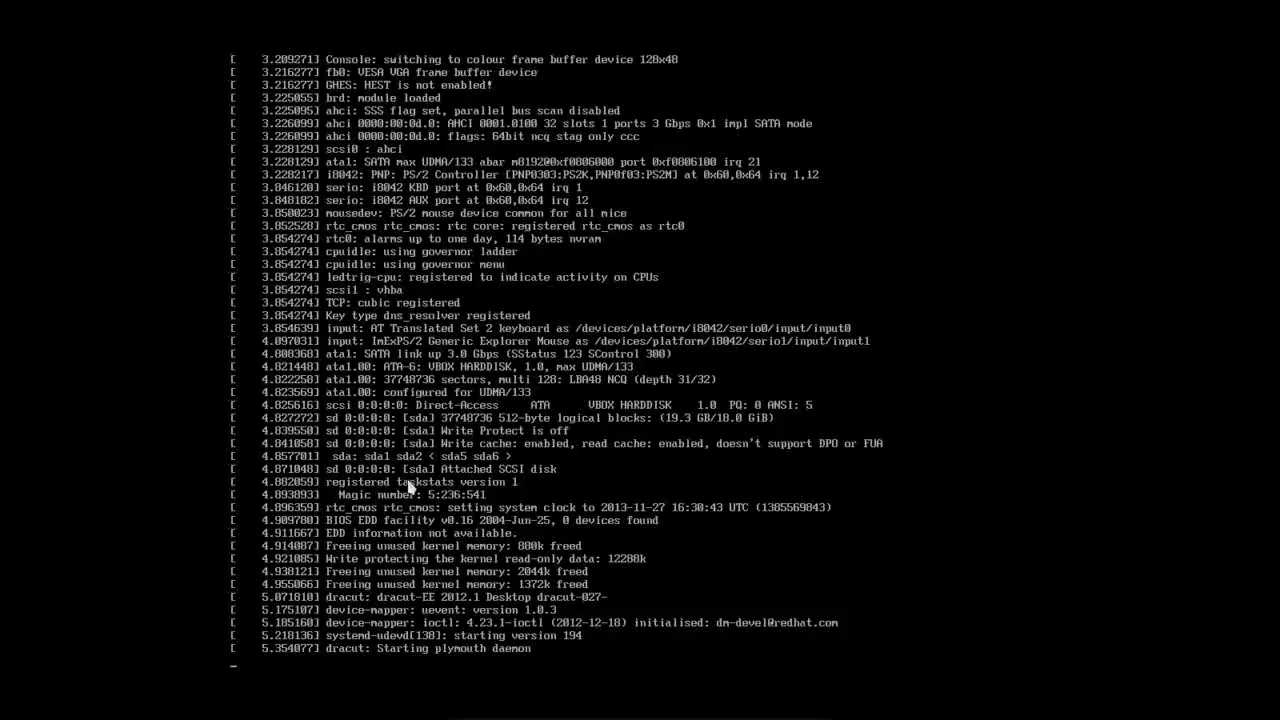 [    3.209271] Console: switching to colour frame buffer device 128x48
[    3.216277] fb0: VESA VGA frame buffer device
[    3.216277] GHES: HEST is not enabled!
[    3.225055] brd: module loaded
[    3.225095] ahci: SSS flag set, parallel bus scan disabled
[    3.226099] ahci 0000:00:0d.0: AHCI 0001.0100 32 slots 1 ports 3 Gbps 0x1 impl SATA mode
[    3.226099] ahci 0000:00:0d.0: flags: 64bit ncq stag only ccc
[    3.228129] scsi0 : ahci
[    3.228129] ata1: SATA max UDMA/133 abar m8192@0xf0806000 port 0xf0806100 irq 21
[    3.228217] i8042: PNP: PS/2 Controller [PNP0303:PS2K,PNP0f03:PS2M] at 0x60,0x64 irq 1,12
[    3.846120] serio: i8042 KBD port at 0x60,0x64 irq 1
[    3.848182] serio: i8042 AUX port at 0x60,0x64 irq 12
[    3.850023] mousedev: PS/2 mouse device common for all mice
[    3.852528] rtc_cmos rtc_cmos: rtc core: registered rtc_cmos as rtc0
[    3.854274] rtc0: alarms up to one day, 114 bytes nvram
[    3.854274] cpuidle: using governor ladder
[    3.854274] cpuidle: using governor menu
[    3.854274] ledtrig-cpu: registered to indicate activity on CPUs
[    3.854274] scsi1 : vhba
[    3.854274] TCP: cubic registered
[    3.854274] Key type dns_resolver registered
[    3.854639] input: AT Translated Set 2 keyboard as /devices/platform/i8042/serio0/input/input0
[    4.097031] input: ImExPS/2 Generic Explorer Mouse as /devices/platform/i8042/serio1/input/input1
[    4.808368] ata1: SATA link up 3.0 Gbps (SStatus 123 SControl 300)
[    4.821448] ata1.00: ATA-6: VBOX HARDDISK, 1.0, max UDMA/133
[    4.822258] ata1.00: 37748736 sectors, multi 128: LBA48 NCQ (depth 31/32)
[    4.823569] ata1.00: configured for UDMA/133
[    4.825616] scsi 0:0:0:0: Direct-Access     ATA      VBOX HARDDISK    1.0  PQ: 0 ANSI: 5
[    4.827272] sd 0:0:0:0: [sda] 37748736 512-byte logical blocks: (19.3 GB/18.0 GiB)
[    4.839550] sd 0:0:0:0: [sda] Write Protect is off
[    4.841058] sd 0:0:0:0: [sda] Write cache: enabled, read cache: enabled, doesn't support DPO or FUA
[    4.857701]  sda: sda1 sda2 < sda5 sda6 >
[    4.871048] sd 0:0:0:0: [sda] Attached SCSI disk
[    4.882059] registered taskstats version 1
[    4.893893]   Magic number: 5:236:541
[    4.896359] rtc_cmos rtc_cmos: setting system clock to 2013-11-27 16:30:43 UTC (1385569843)
[    4.909780] BIOS EDD facility v0.16 2004-Jun-25, 0 devices found
[    4.911667] EDD information not available.
[    4.914087] Freeing unused kernel memory: 880k freed
[    4.921085] Write protecting the kernel read-only data: 12288k
[    4.938121] Freeing unused kernel memory: 2044k freed
[    4.955066] Freeing unused kernel memory: 1372k freed
[    5.071810] dracut: dracut-EE 2012.1 Desktop dracut-027-
[    5.175107] device-mapper: uevent: version 1.0.3
[    5.185160] device-mapper: ioctl: 4.23.1-ioctl (2012-12-18) initialised: dm-devel@redhat.com
[    5.218136] systemd-udevd[138]: starting version 194
[    5.354077] dracut: Starting plymouth daemon